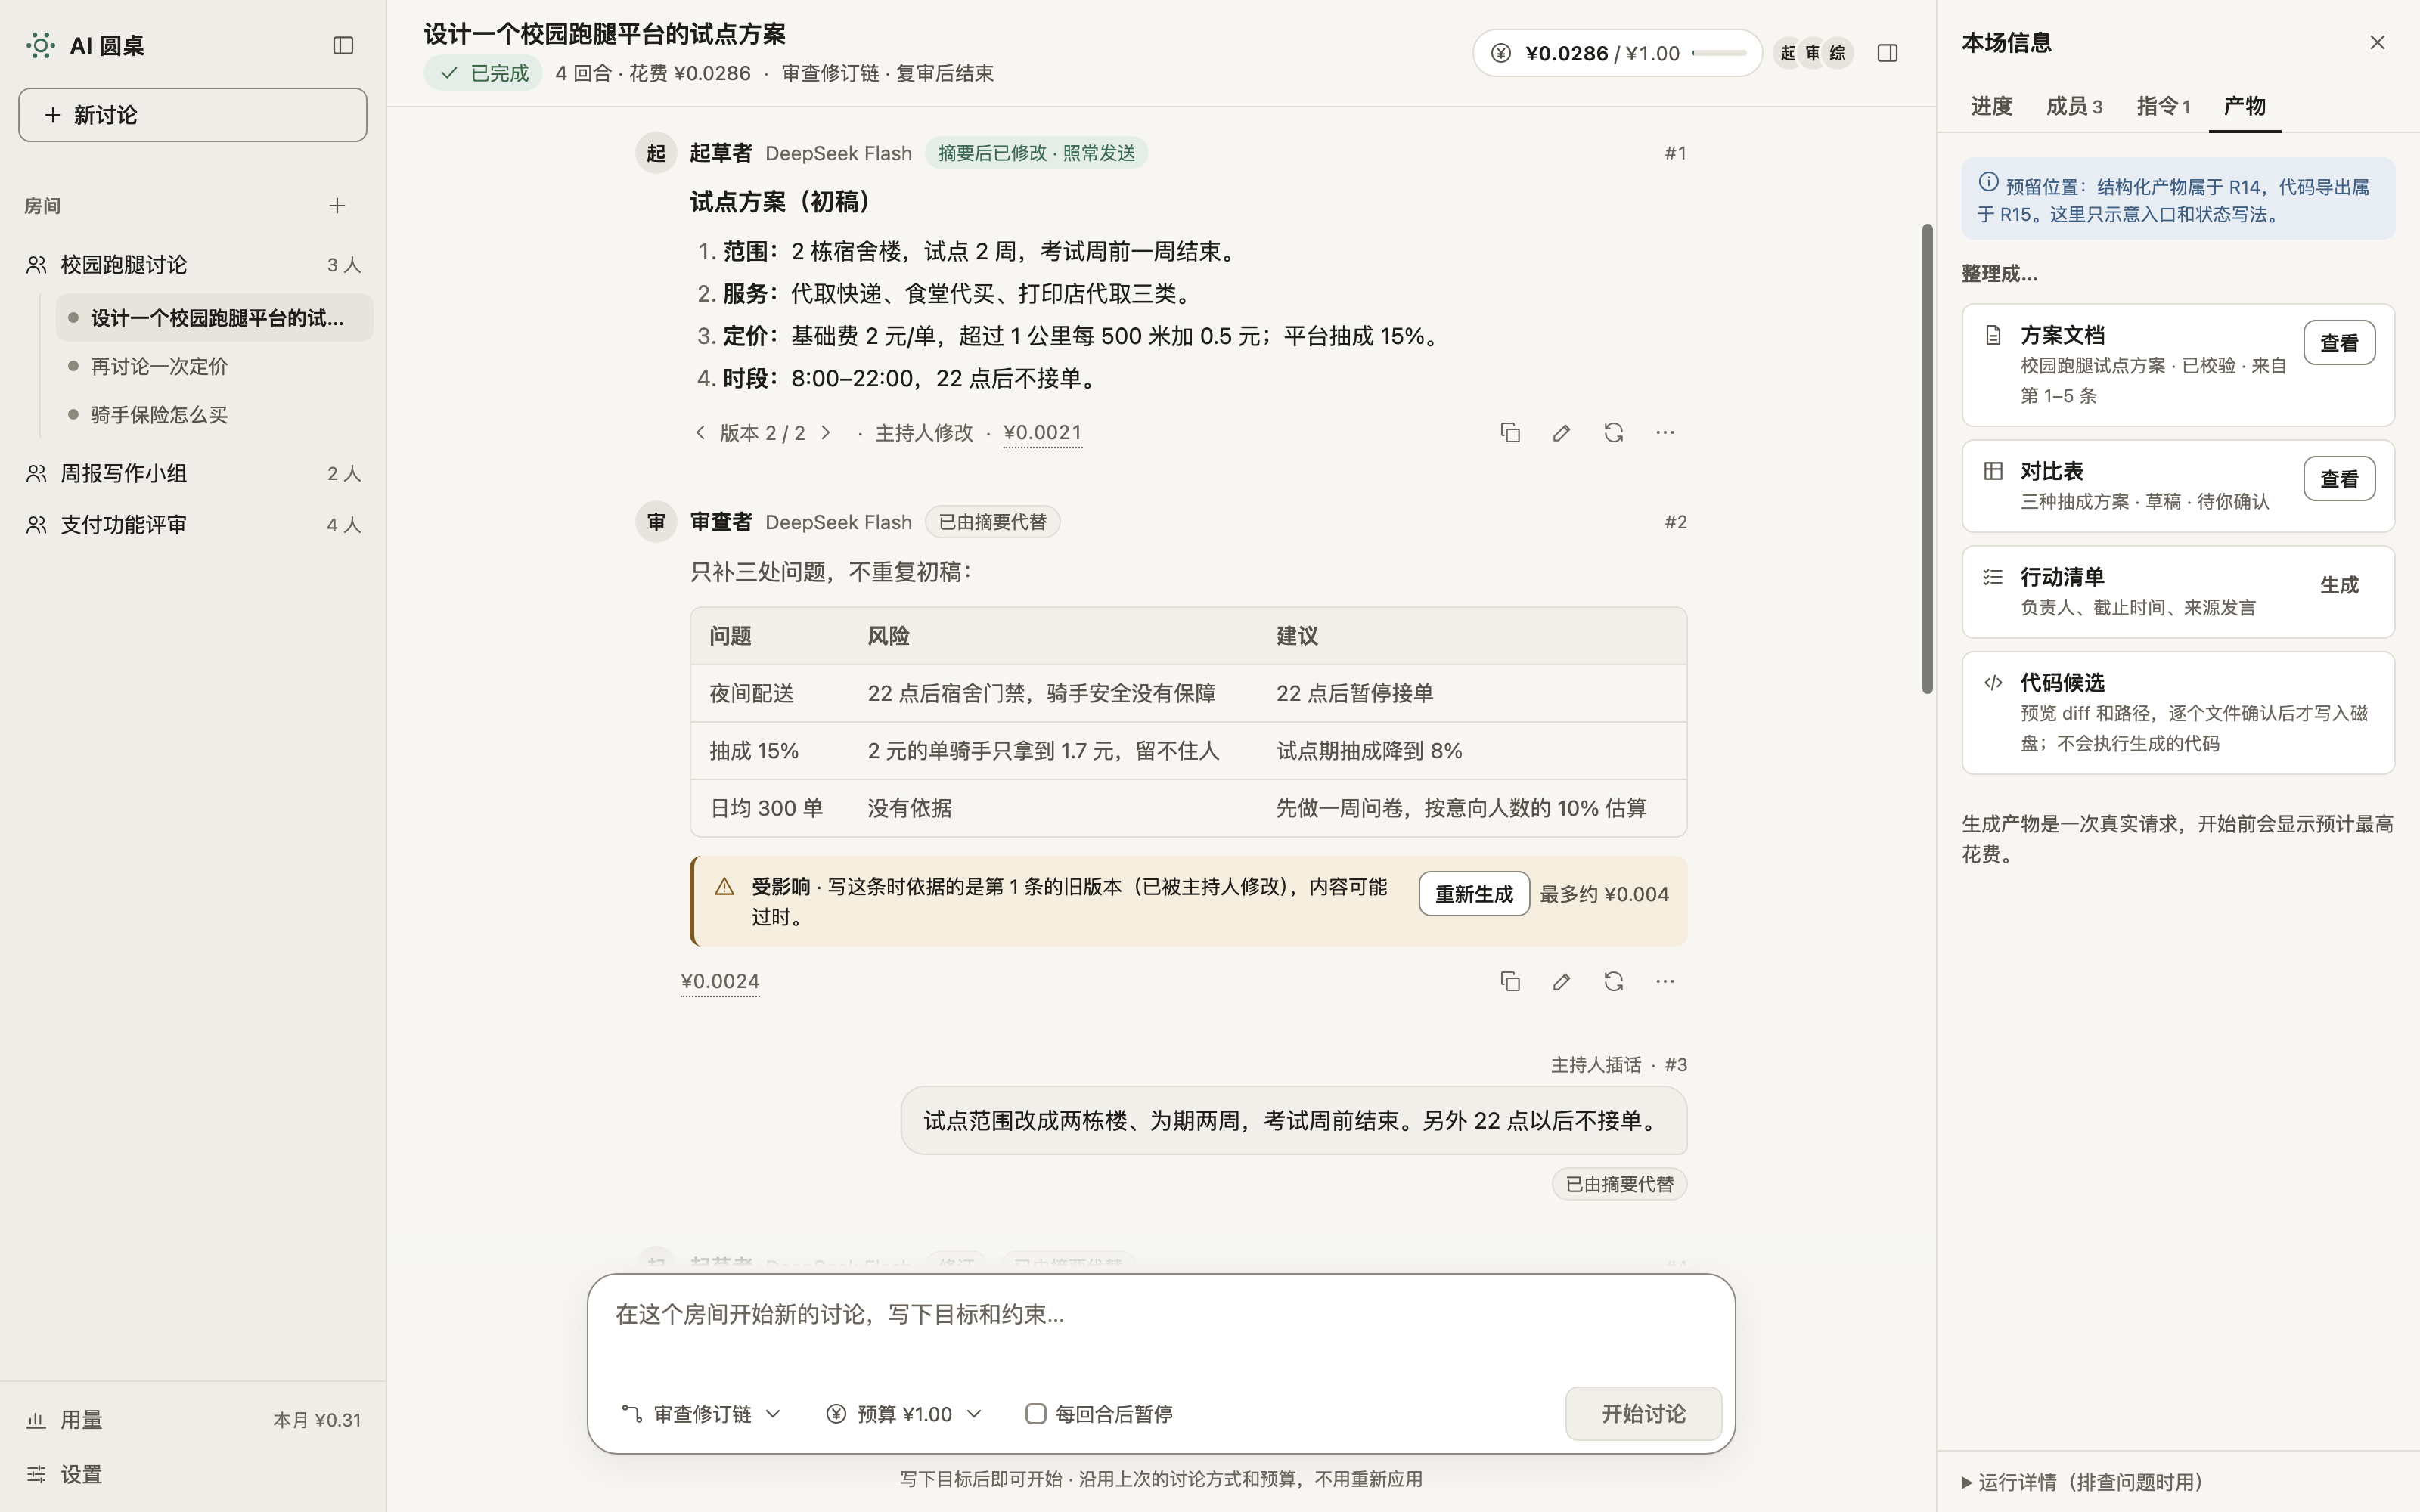 AI 圆桌
新讨论
房间
校园跑腿讨论 3 人
设计一个校园跑腿平台的试...
再讨论一次定价
骑手保险怎么买
周报写作小组 2 人
支付功能评审 4 人
用量 本月 ¥0.31
设置
设计一个校园跑腿平台的试点方案
已完成 4 回合 · 花费 ¥0.0286 · 审查修订链 · 复审后结束
¥0.0286 / ¥1.00 起 审 综
起 起草者 DeepSeek Flash 摘要后已修改 · 照常发送 #1
试点方案（初稿）
1. 范围：2 栋宿舍楼，试点 2 周，考试周前一周结束。
2. 服务：代取快递、食堂代买、打印店代取三类。
3. 定价：基础费 2 元/单，超过 1 公里每 500 米加 0.5 元；平台抽成 15%。
4. 时段：8:00–22:00，22 点后不接单。
版本 2 / 2 · 主持人修改 · ¥0.0021
审 审查者 DeepSeek Flash 已由摘要代替 #2
只补三处问题，不重复初稿：
问题 风险 建议
夜间配送 22 点后宿舍门禁，骑手安全没有保障 22 点后暂停接单
抽成 15% 2 元的单骑手只拿到 1.7 元，留不住人 试点期抽成降到 8%
日均 300 单 没有依据 先做一周问卷，按意向人数的 10% 估算
受影响 · 写这条时依据的是第 1 条的旧版本（已被主持人修改），内容可能
过时。
重新生成 最多约 ¥0.004
¥0.0024
主持人插话 · #3
试点范围改成两栋楼、为期两周，考试周前结束。另外 22 点以后不接单。
已由摘要代替
起 起草者 DeepSeek Flash 修订 已由摘要代替 #4
在这个房间开始新的讨论，写下目标和约束...
审查修订链 预算 ¥1.00 每回合后暂停 开始讨论
写下目标后即可开始 · 沿用上次的讨论方式和预算，不用重新应用
本场信息
进度 成员 3 指令 1 产物
预留位置：结构化产物属于 R14，代码导出属
于 R15。这里只示意入口和状态写法。
整理成...
方案文档 查看
校园跑腿试点方案 · 已校验 · 来自
第 1–5 条
对比表 查看
三种抽成方案 · 草稿 · 待你确认
行动清单 生成
负责人、截止时间、来源发言
代码候选
预览 diff 和路径，逐个文件确认后才写入磁
盘；不会执行生成的代码
生成产物是一次真实请求，开始前会显示预计最高
花费。
运行详情（排查问题时用）